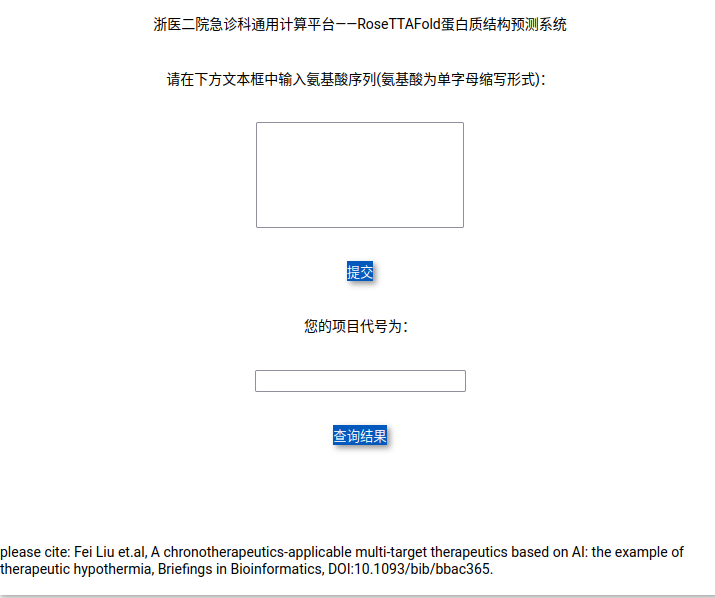 浙医二院急诊科通用计算平台——RoseTTAFold蛋白质结构预测系统
请在下方文本框中输入氨基酸序列(氨基酸为单字母缩写形式)：
提交
您的项目代号为：
查询结果
please cite: Fei Liu et.al, A chronotherapeutics-applicable multi-target therapeutics based on AI: the example of
therapeutic hypothermia, Briefings in Bioinformatics, DOI:10.1093/bib/bbac365.